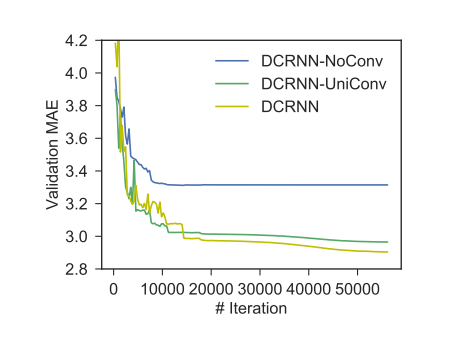 4.2
4.0
3.8
3.6
3.4
3.2
3.0
2.8
Validation MAE
DCRNN-NoConv
DCRNN-UniConv
DCRNN
0 10000 20000 30000 40000 50000
# Iteration